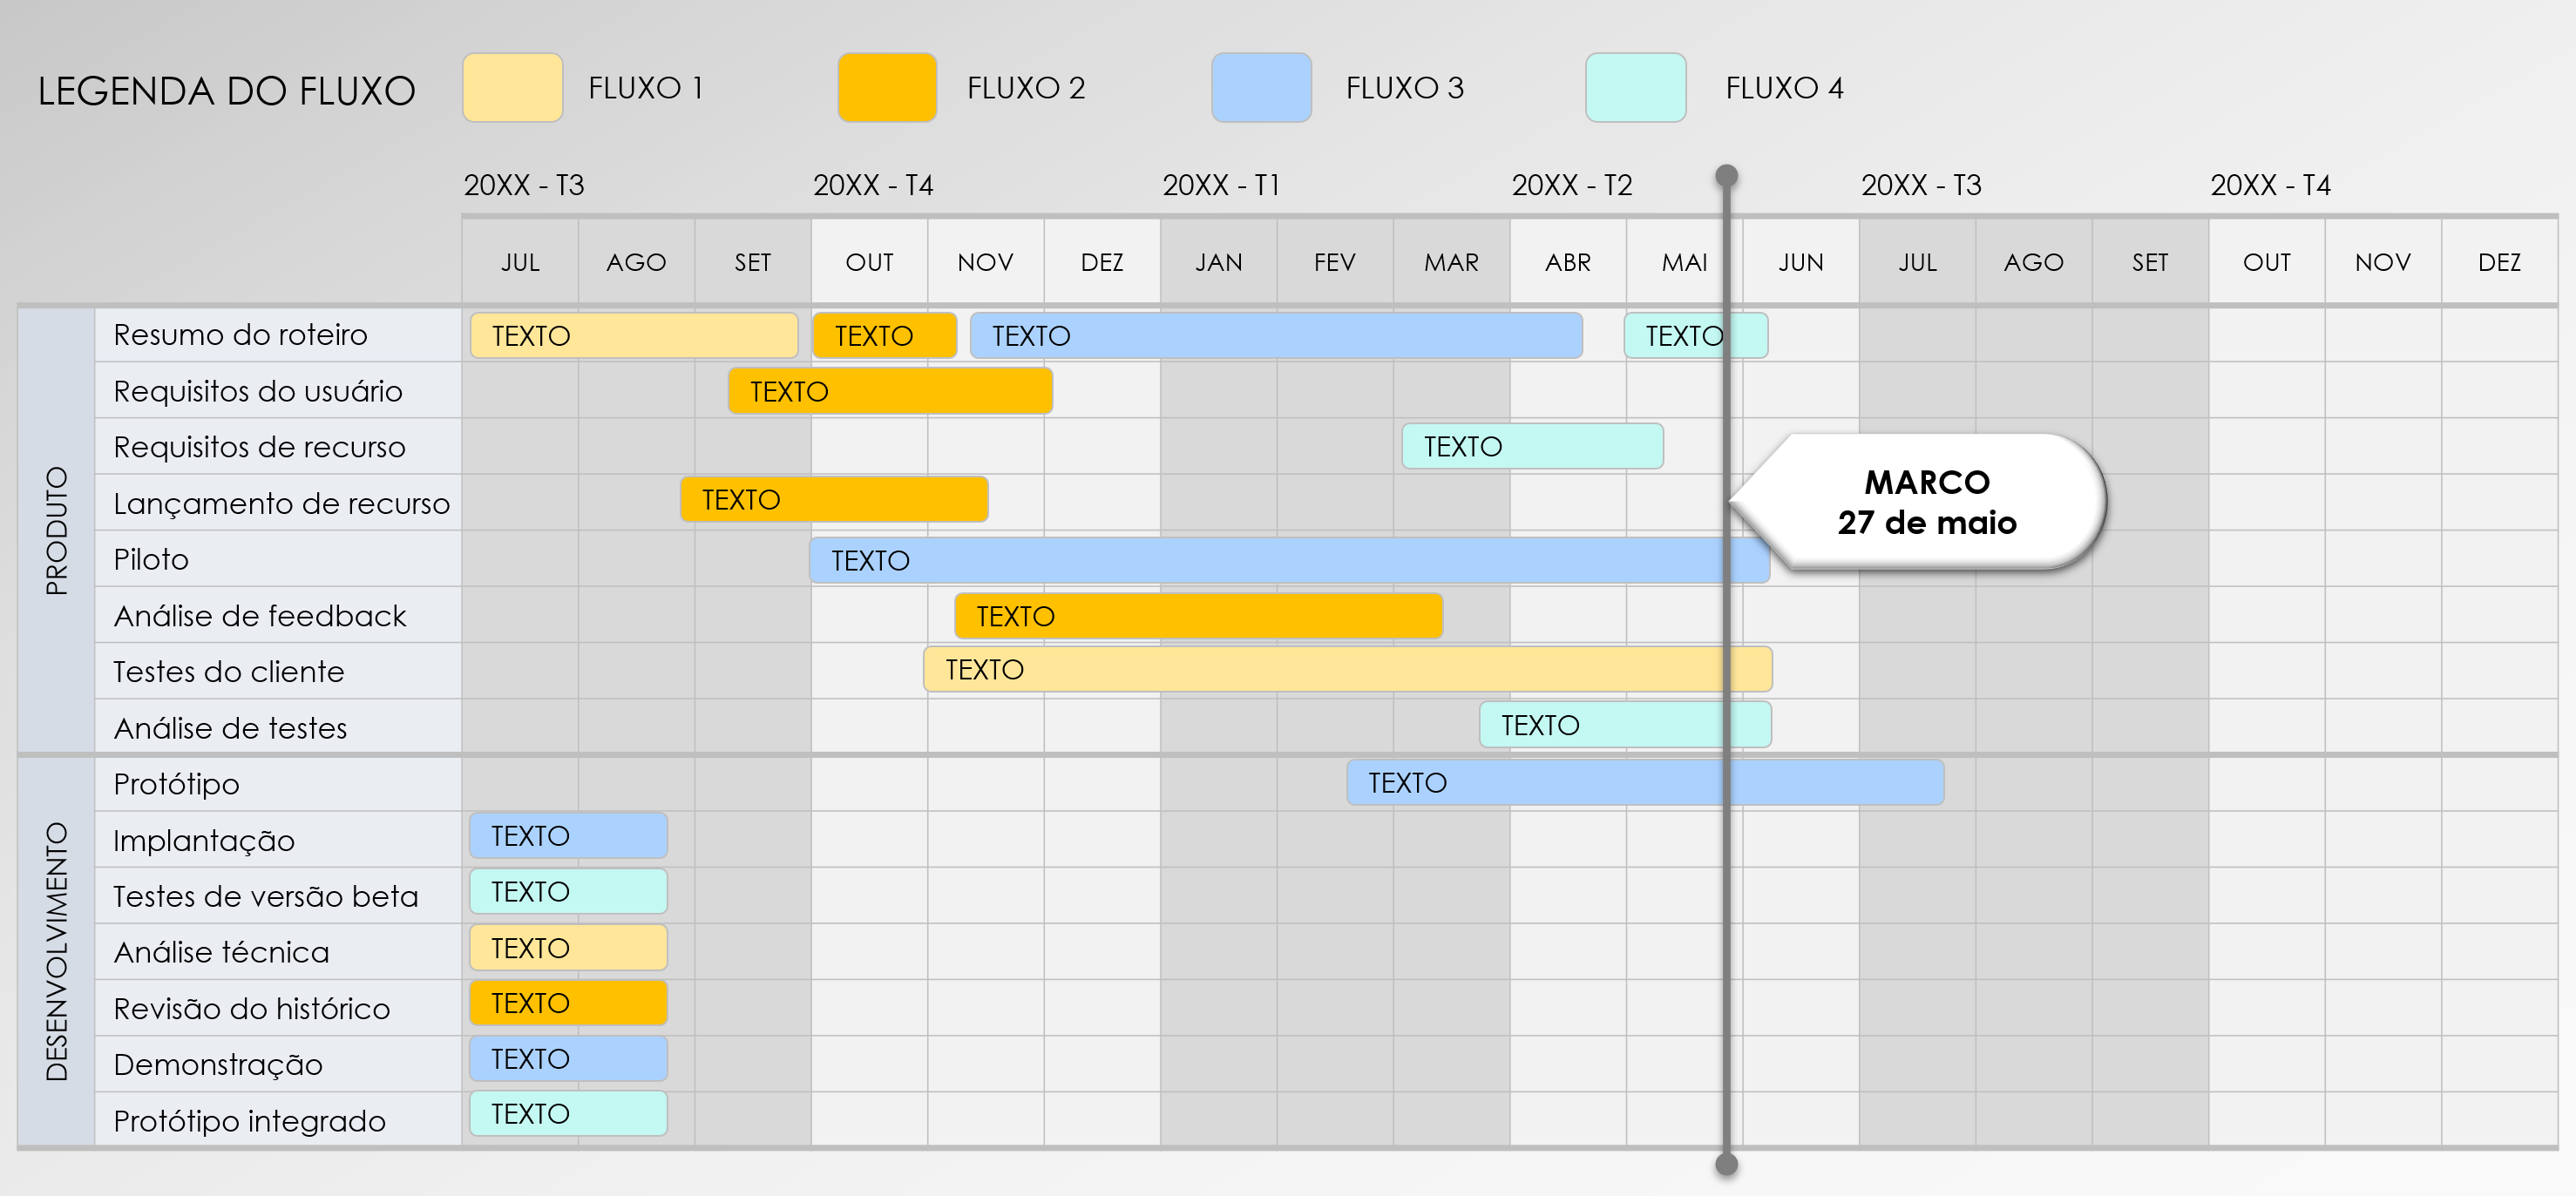 LEGENDA DO FLUXO FLUXO 1 FLUXO 2 FLUXO 3 FLUXO 4
20XX - T3 20XX - T4 20XX - T1 20XX - T2 20XX - T3 20XX - T4
JUL AGO SET OUT NOV DEZ JAN FEV MAR ABR MAI JUN JUL AGO SET OUT NOV DEZ
PRODUTO
Resumo do roteiro TEXTO TEXTO TEXTO TEXTO
Requisitos do usuário TEXTO
Requisitos de recurso TEXTO
MARCO
27 de maio
Lançamento de recurso TEXTO
Piloto TEXTO
Análise de feedback TEXTO
Testes do cliente TEXTO
Análise de testes TEXTO
DESENVOLVIMENTO
Protótipo TEXTO
Implantação TEXTO
Testes de versão beta TEXTO
Análise técnica TEXTO
Revisão do histórico TEXTO
Demonstração TEXTO
Protótipo integrado TEXTO